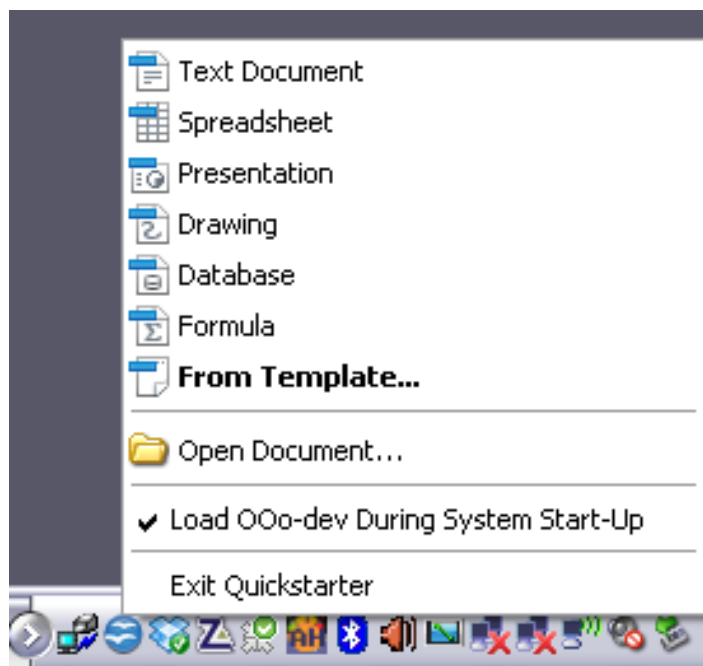 Text Document
Spreadsheet
Presentation
Drawing
Database
Formula
From Template...
Open Document...
Load OOo-dev During System Start-Up
Exit Quickstarter
AH